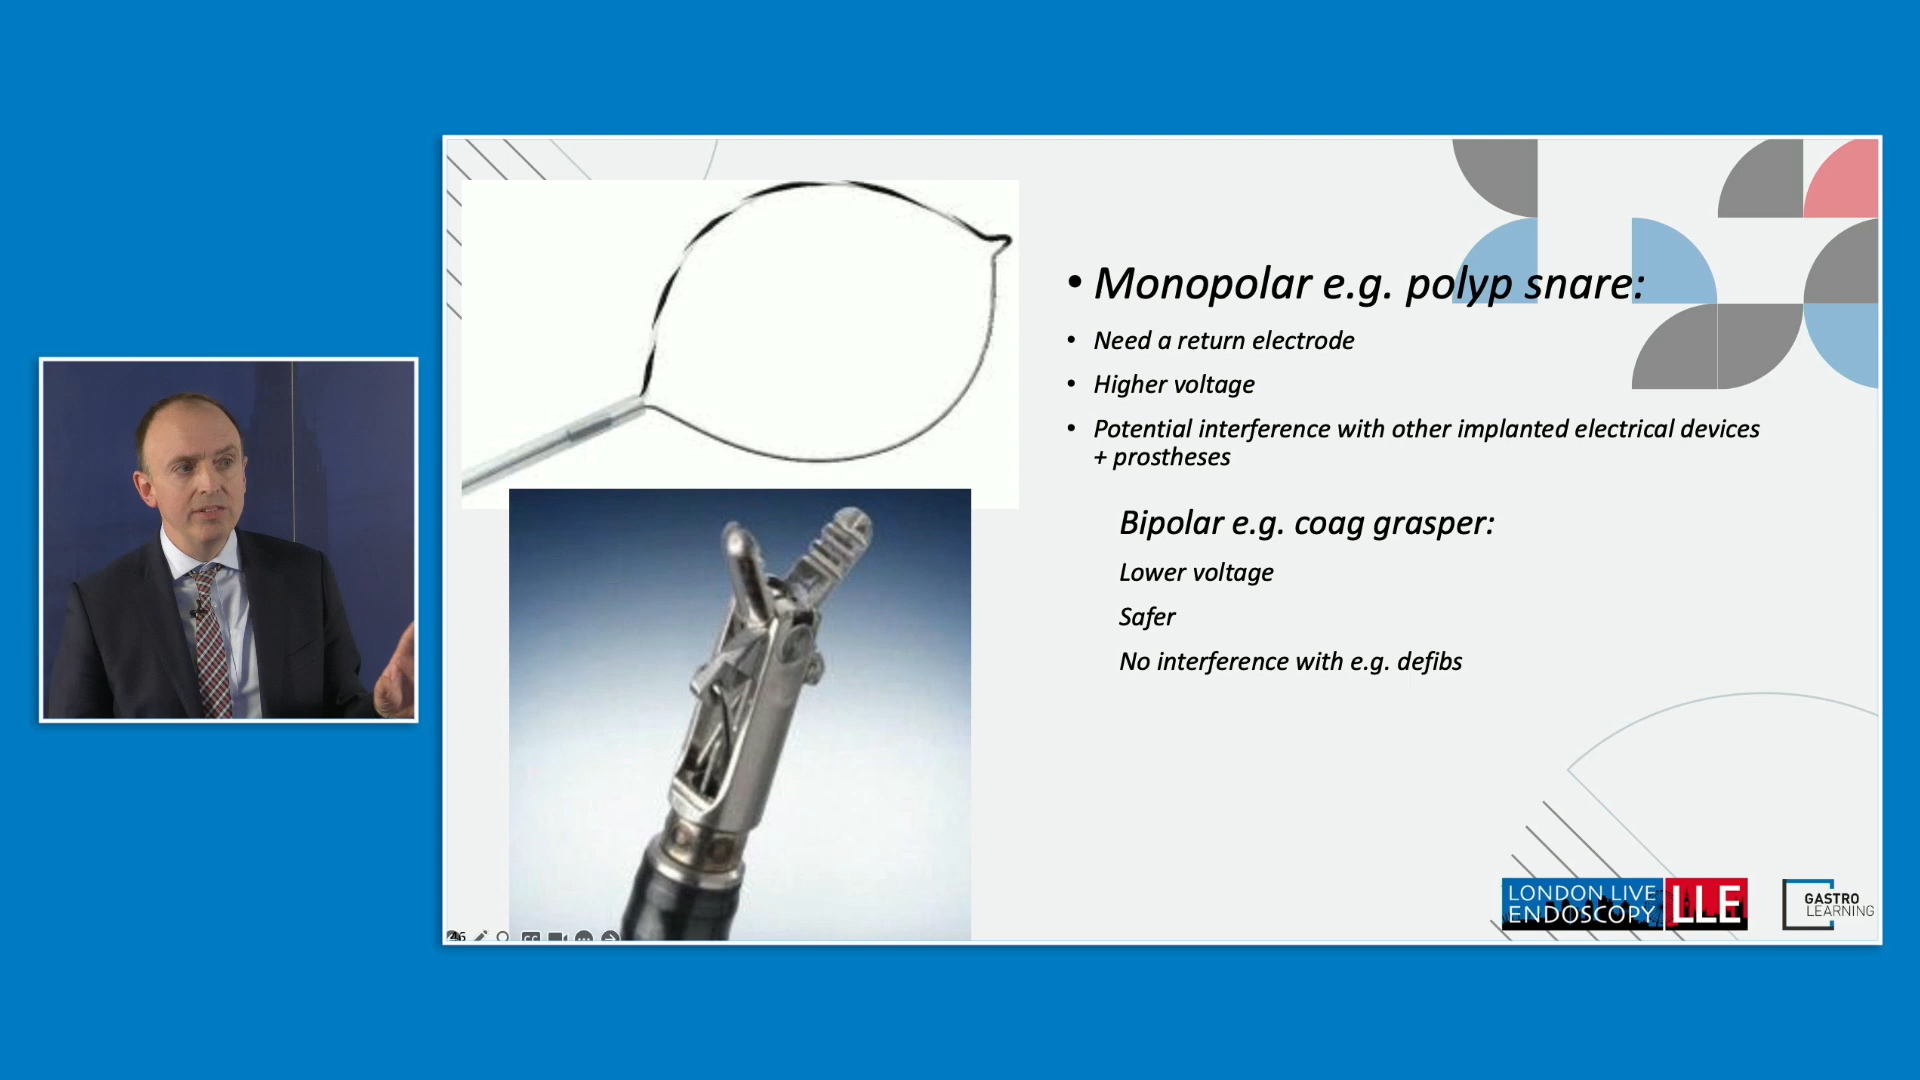 • Monopolar e.g. polyp snare:
• Need a return electrode
• Higher voltage
• Potential interference with other implanted electrical devices
+ prostheses
Bipolar e.g. coag grasper:
Lower voltage
Safer
No interference with e.g. defibs
LONDON LIVE
ENDOSCOPY
LLE
GASTRO
LEARNING
46